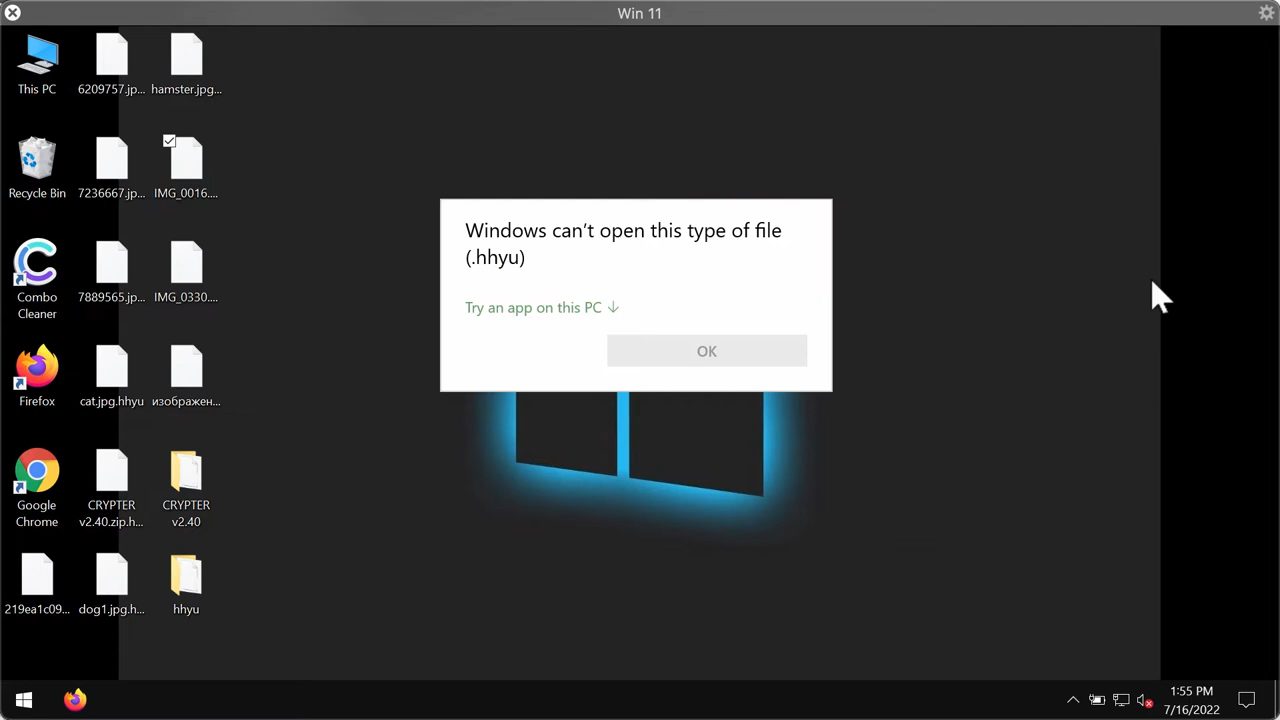 Win 11
This PC
6209757.jp...
hamster.jpg...
Recycle Bin
7236667.jp...
IMG_0016....
Combo
Cleaner
7889565.jp...
IMG_0330....
Firefox
cat.jpg.hhyu
изображен...
Google
Chrome
CRYPTER
v2.40.zip.h...
CRYPTER
v2.40
219ea1c09...
dog1.jpg.h...
hhyu
Windows can't open this type of file
(.hhyu)
Try an app on this PC ↓
OK
1:55 PM
7/16/2022